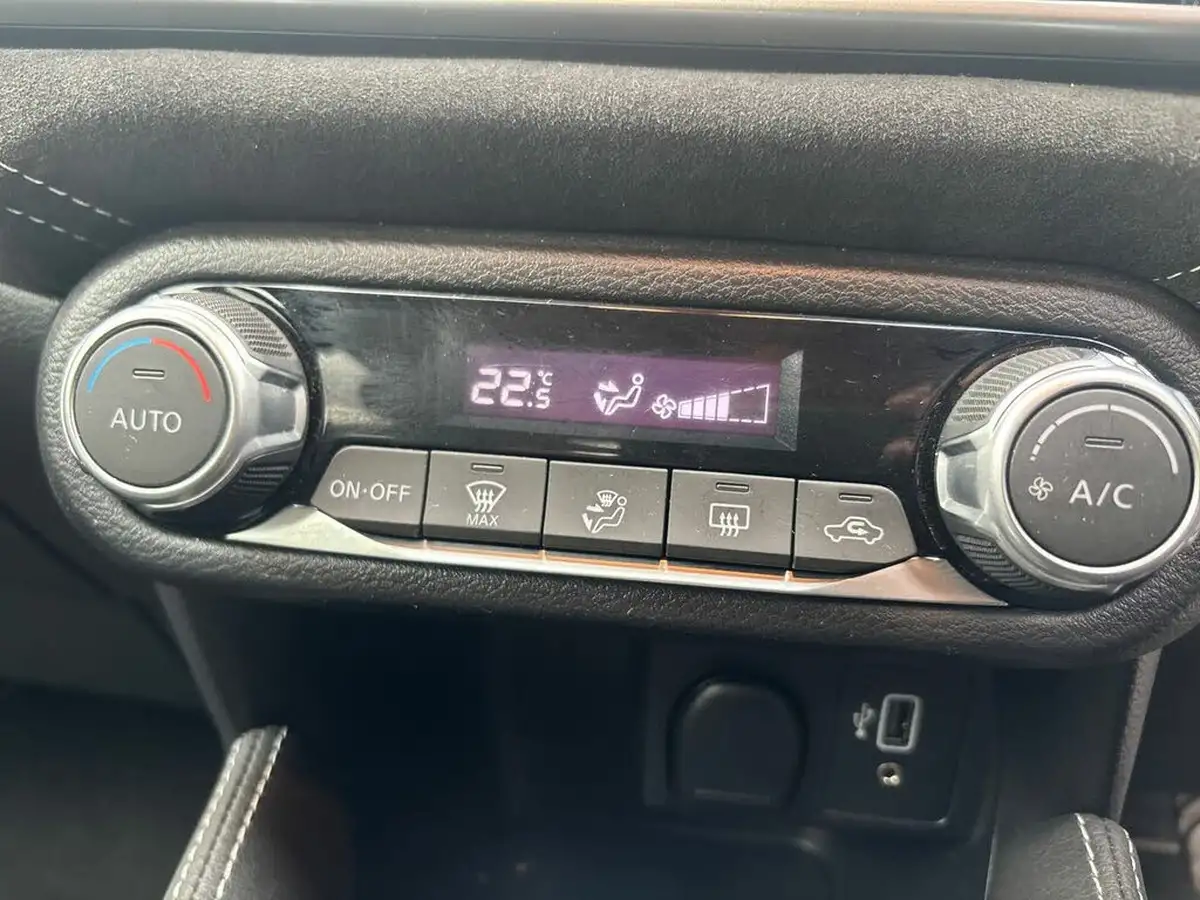 22.5 °C
AUTO
ON·OFF
MAX
A/C